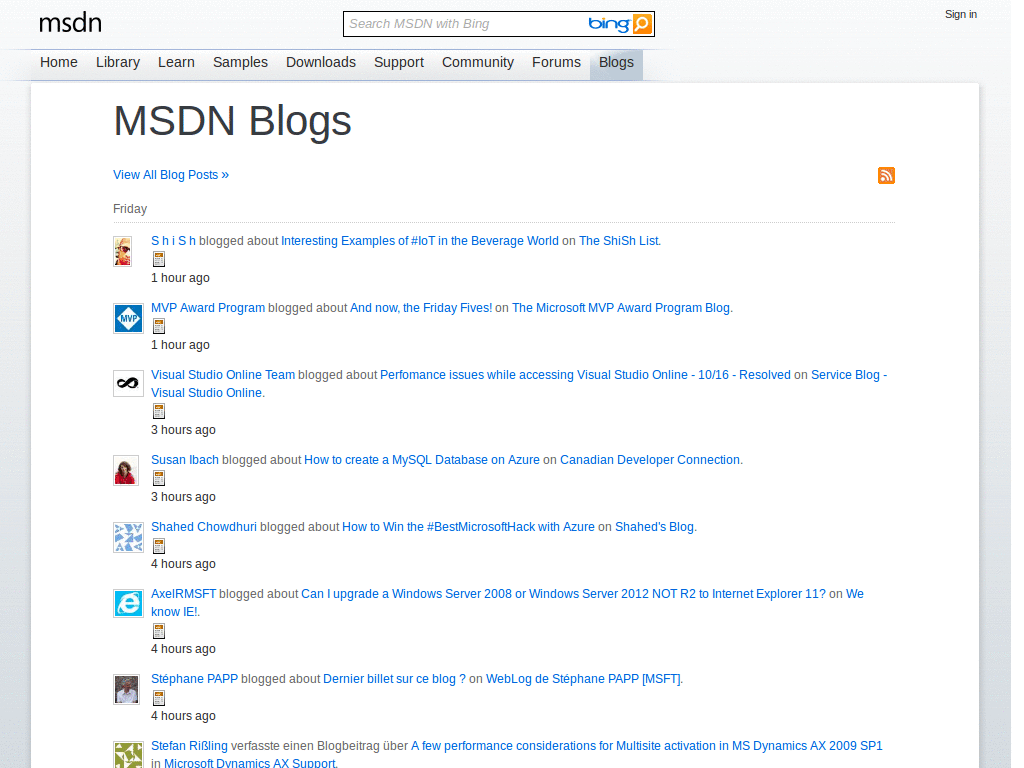 msdn
Search MSDN with Bing
bing
Sign in
Home Library Learn Samples Downloads Support Community Forums Blogs
MSDN Blogs
View All Blog Posts »
Friday
S h i S h blogged about Interesting Examples of #IoT in the Beverage World on The ShiSh List.
1 hour ago
MVP
MVP Award Program blogged about And now, the Friday Fives! on The Microsoft MVP Award Program Blog.
1 hour ago
Visual Studio Online Team blogged about Perfomance issues while accessing Visual Studio Online - 10/16 - Resolved on Service Blog -
Visual Studio Online.
3 hours ago
Susan Ibach blogged about How to create a MySQL Database on Azure on Canadian Developer Connection.
3 hours ago
Shahed Chowdhuri blogged about How to Win the #BestMicrosoftHack with Azure on Shahed's Blog.
4 hours ago
AxelRMSFT blogged about Can I upgrade a Windows Server 2008 or Windows Server 2012 NOT R2 to Internet Explorer 11? on We
know IE!.
4 hours ago
Stéphane PAPP blogged about Dernier billet sur ce blog ? on WebLog de Stéphane PAPP [MSFT].
4 hours ago
Stefan Rißling verfasste einen Blogbeitrag über A few performance considerations for Multisite activation in MS Dynamics AX 2009 SP1
in Microsoft Dynamics AX Support.